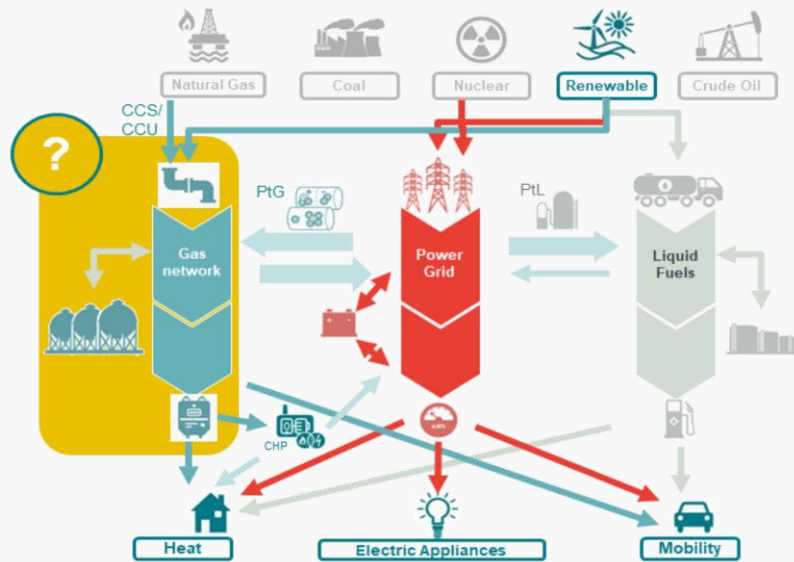 Natural Gas
Coal
Nuclear
Renewable
Crude Oil
CCS/
CCU
?
PtG
PtL
Gas
network
Power
Grid
Liquid
Fuels
kWh
CHP
Heat
Electric Appliances
Mobility